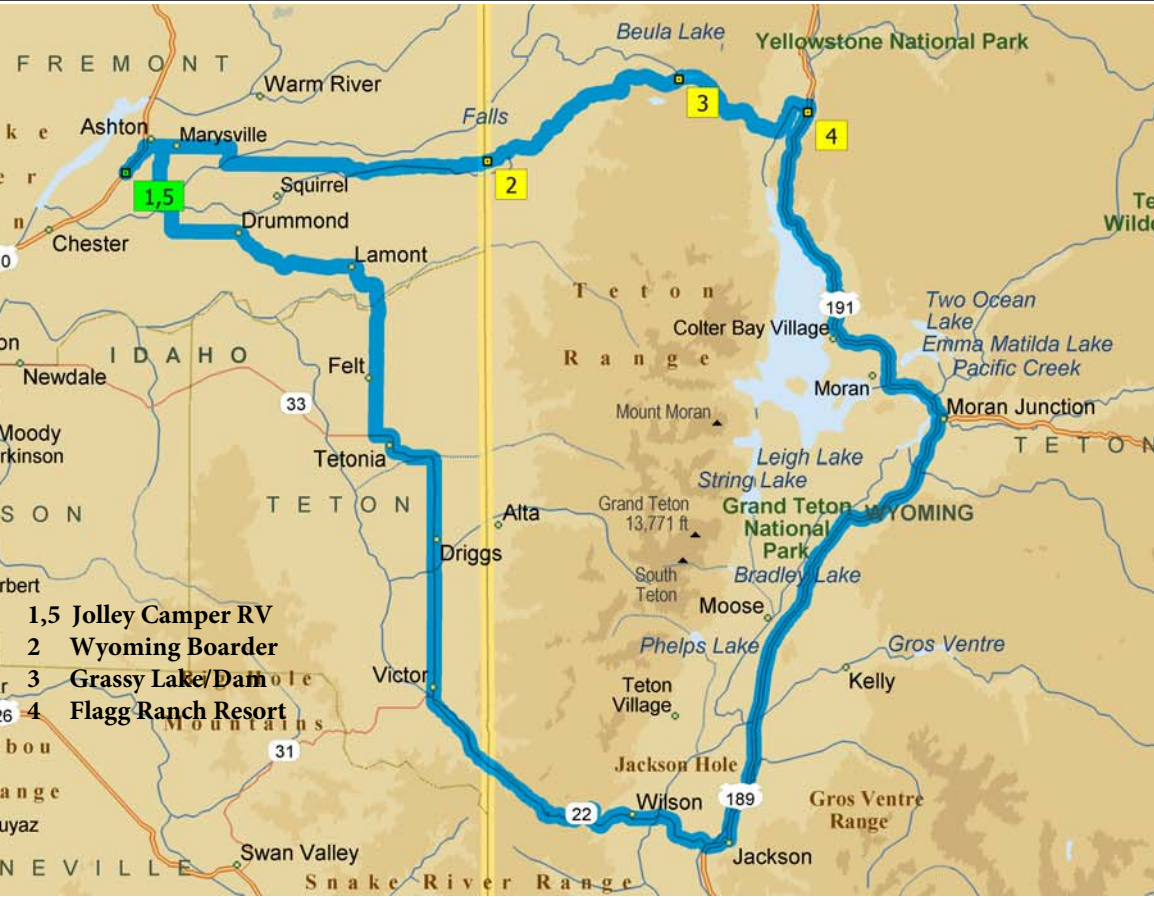 Beula Lake
Yellowstone National Park
FREMONT
Warm River
Falls
3
4
Ashton
Marysville
2
Squirrel
1,5
Drummond
Chester
Lamont
Teton
Range
191
Two Ocean
Lake
Colter Bay Village
Emma Matilda Lake
Pacific Creek
IDAHO
Newdale
Felt
33
Moran
Moran Junction
Mount Moran
TETON
Moody
Tetonia
Leigh Lake
String Lake
TETON
Grand Teton
13,771 ft
Grand Teton
National
Park
WYOMING
Alta
Driggs
South
Teton
Bradley Lake
Moose
1,5 Jolley Camper RV
2 Wyoming Boarder
3 Grassy Lake/Dam
4 Flagg Ranch Resort
Phelps Lake
Gros Ventre
Victor
Big Hole
Mountains
Teton
Village
Kelly
31
26
Jackson Hole
189
Gros Ventre
Range
22
Wilson
Jackson
Swan Valley
Snake River Range